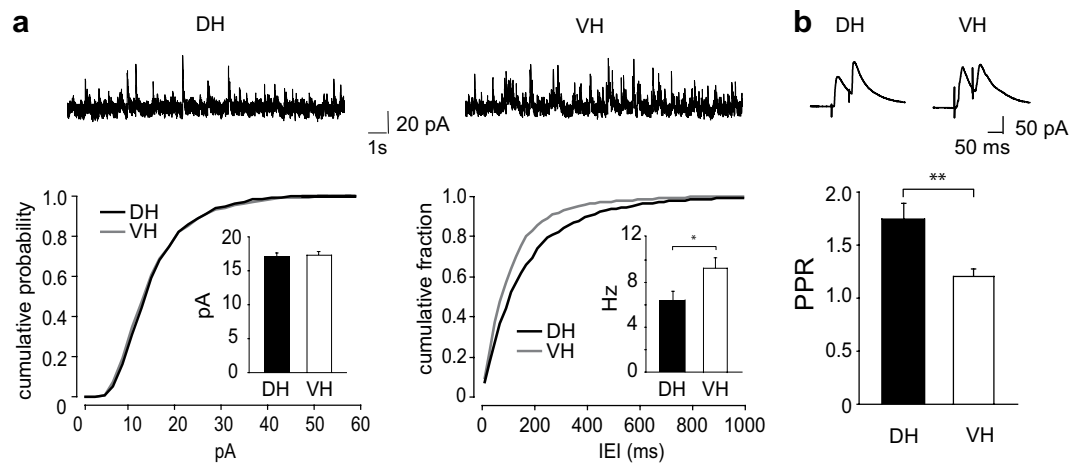 a
DH
VH
20 pA
1s
b
DH
VH
50 pA
50 ms
cumulative probability
1.0
0.8
0.6
0.4
0.2
0
DH
VH
pA
20
15
10
5
0
DH
VH
0
10
20
30
40
50
60
pA
cumulative fraction
1.0
0.8
0.6
0.4
0.2
0
DH
VH
Hz
12
8
4
0
*
DH
VH
0
200
400
600
800
1000
IEI (ms)
PPR
2.0
1.5
1.0
0.5
0
**
DH
VH